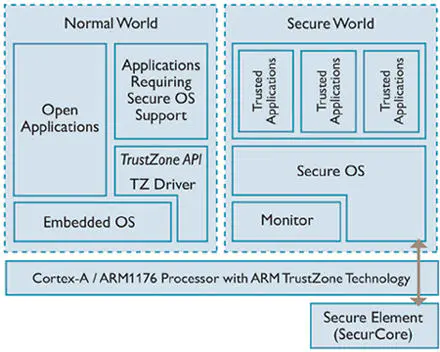 Normal World
Open
Applications
Applications
Requiring
Secure OS
Support
TrustZone API
TZ Driver
Embedded OS
Secure World
Trusted
Applications
Trusted
Applications
Trusted
Applications
Secure OS
Monitor
Cortex-A / ARM1176 Processor with ARM TrustZone Technology
Secure Element
(SecurCore)